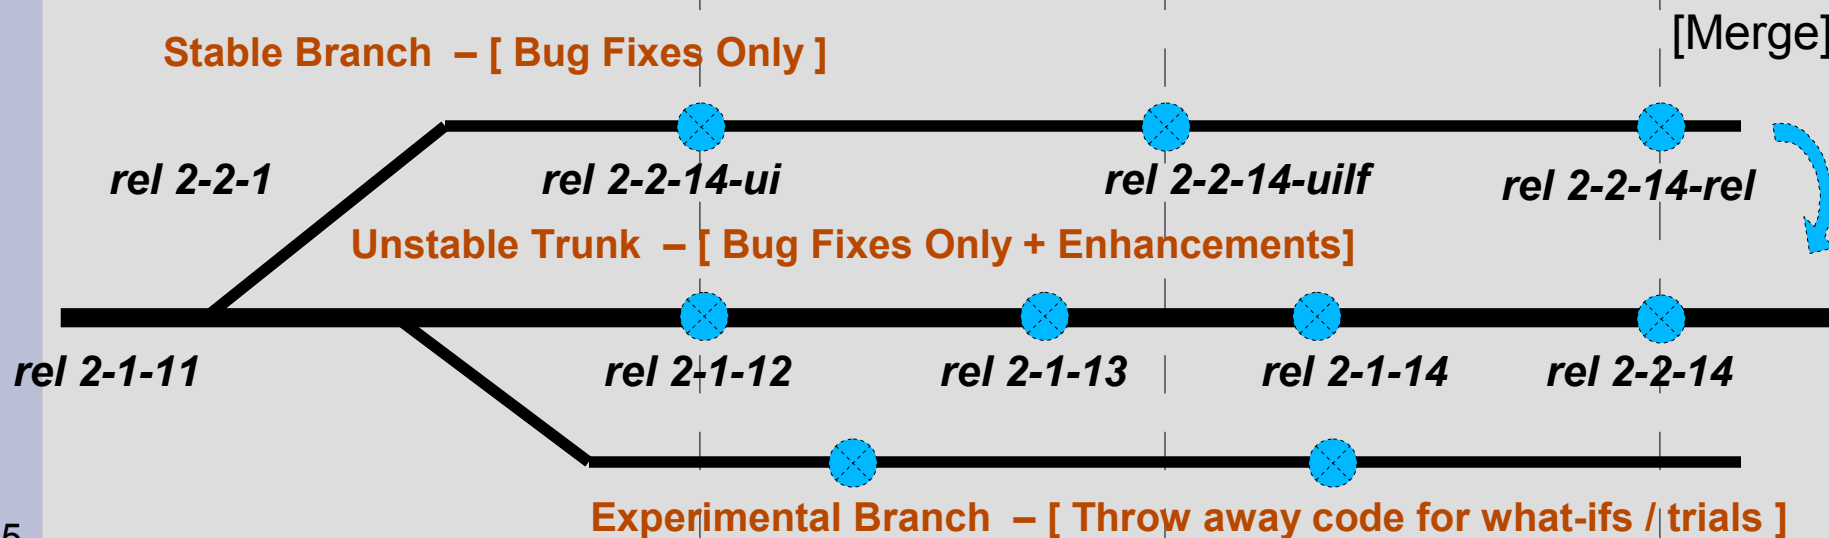 [Merge]
Stable Branch – [ Bug Fixes Only ]
rel 2-2-1 rel 2-2-14-ui rel 2-2-14-uilf rel 2-2-14-rel
Unstable Trunk – [ Bug Fixes Only + Enhancements]
rel 2-1-11 rel 2-1-12 rel 2-1-13 rel 2-1-14 rel 2-2-14
Experimental Branch – [ Throw away code for what-ifs / trials ]
5